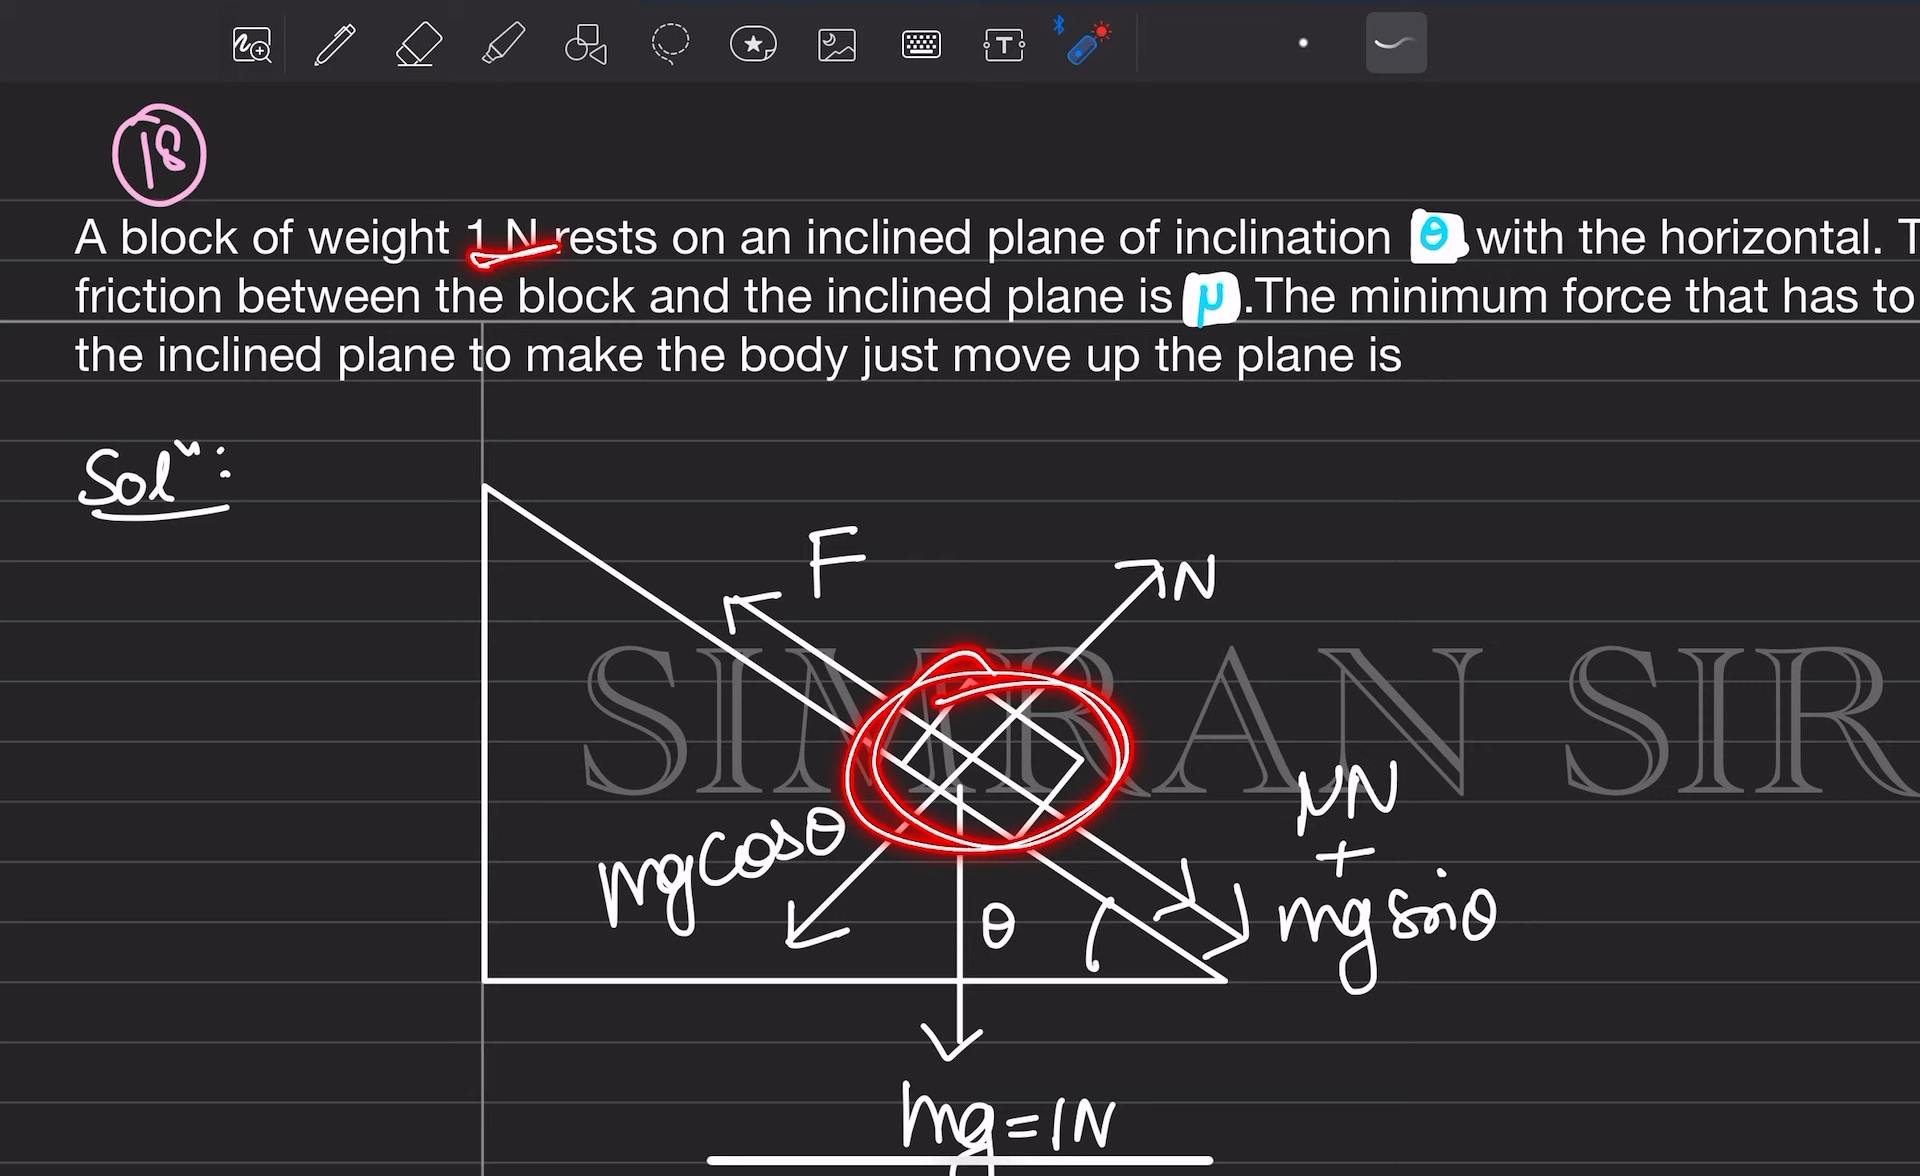 18
A block of weight 1 N rests on an inclined plane of inclination θ with the horizontal. T
friction between the block and the inclined plane is μ.The minimum force that has to
the inclined plane to make the body just move up the plane is
Solⁿ:
F
N
SIMRAN SIR
μN
+
mg sinθ
mg cosθ
θ
mg = 1N